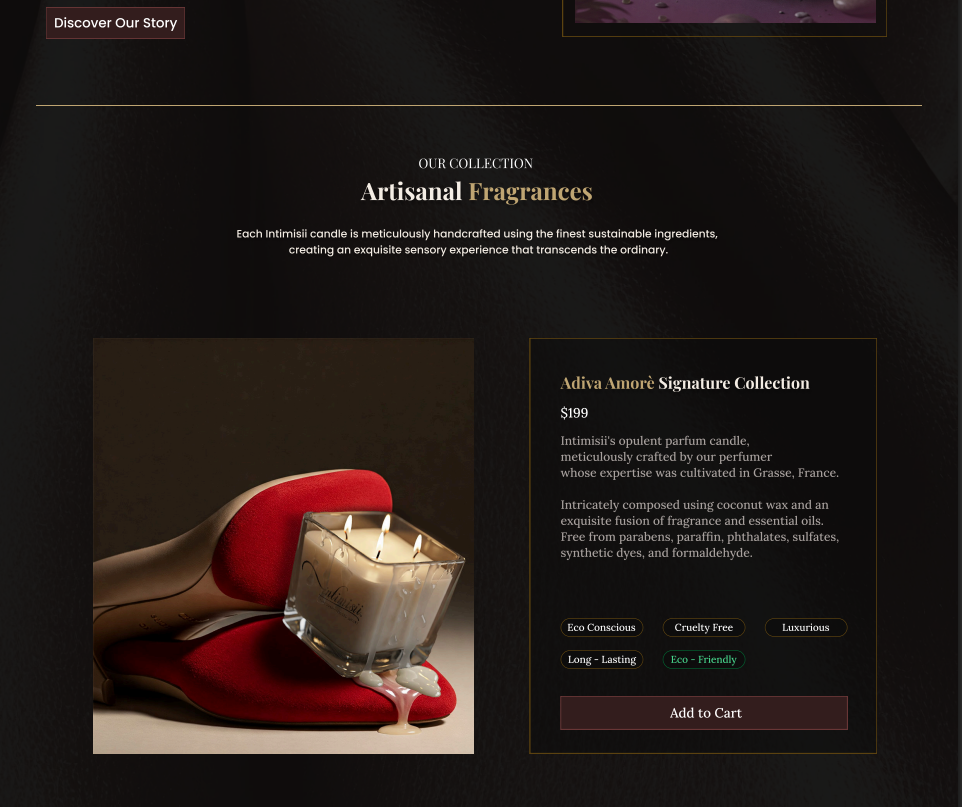 Discover Our Story
OUR COLLECTION
Artisanal Fragrances
Each Intimisii candle is meticulously handcrafted using the finest sustainable ingredients,
creating an exquisite sensory experience that transcends the ordinary.
Adiva Amorè Signature Collection
$199
Intimisii's opulent parfum candle,
meticulously crafted by our perfumer
whose expertise was cultivated in Grasse, France.
Intricately composed using coconut wax and an
exquisite fusion of fragrance and essential oils.
Free from parabens, paraffin, phthalates, sulfates,
synthetic dyes, and formaldehyde.
Eco Conscious
Cruelty Free
Luxurious
Long - Lasting
Eco - Friendly
Add to Cart
Intimisii